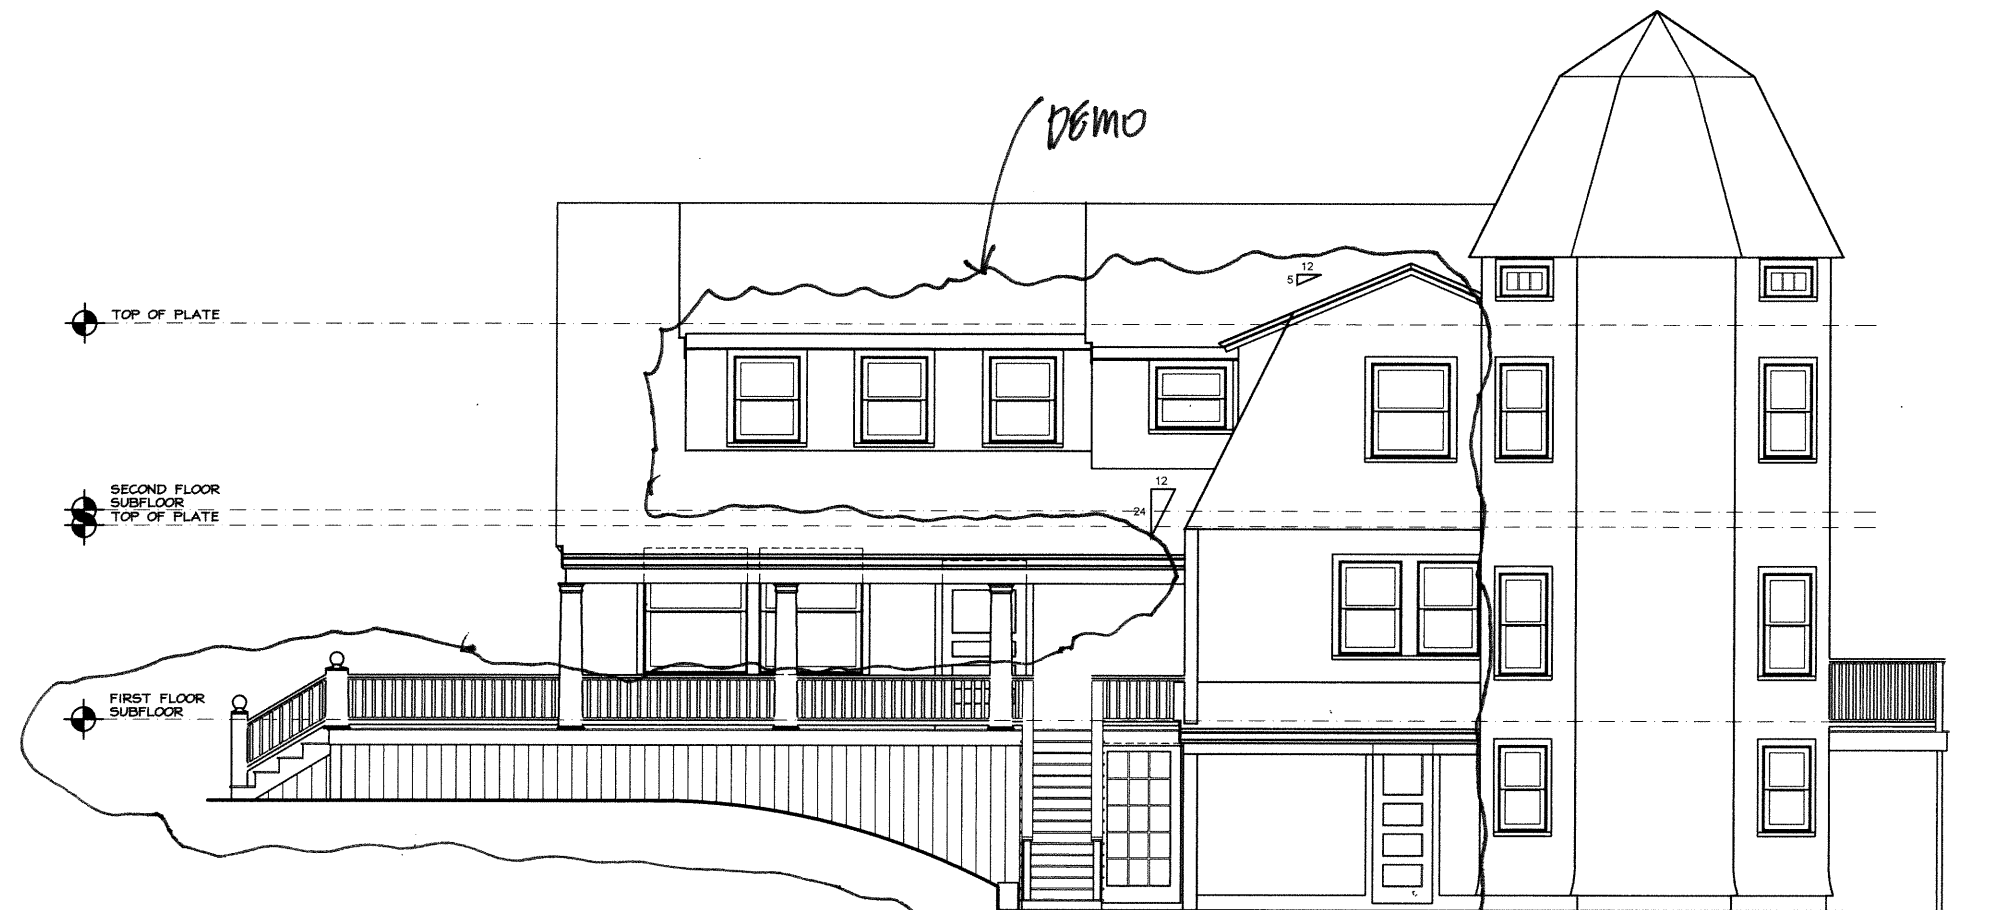 DEMO
12
5
TOP OF PLATE
SECOND FLOOR
SUBFLOOR
TOP OF PLATE
12
24
FIRST FLOOR
SUBFLOOR